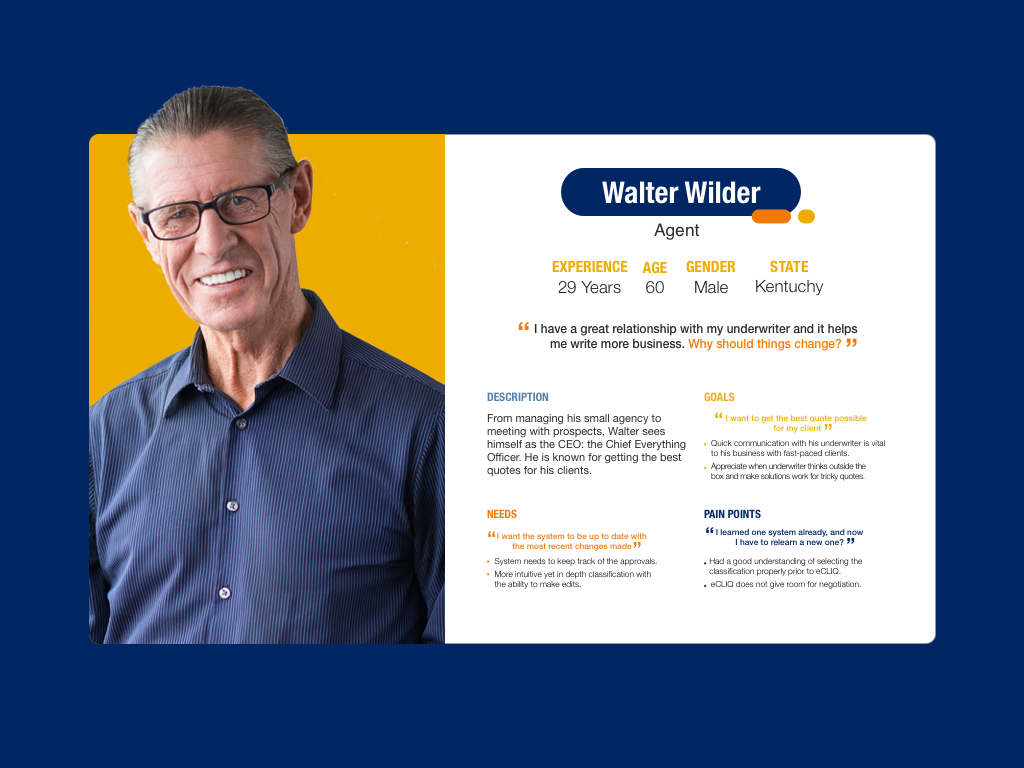 Walter Wilder
Agent
EXPERIENCE AGE GENDER STATE
29 Years 60 Male Kentuchy
“ I have a great relationship with my underwriter and it helps
me write more business. Why should things change? ”
DESCRIPTION
From managing his small agency to
meeting with prospects, Walter sees
himself as the CEO: the Chief Everything
Officer. He is known for getting the best
quotes for his clients.
GOALS
“ I want to get the best quote possible
for my client ”
• Quick communication with his underwriter is vital
to his business with fast-paced clients.
• Appreciate when underwriter thinks outside the
box and make solutions work for tricky quotes.
NEEDS
“ I want the system to be up to date with
the most recent changes made ”
• System needs to keep track of the approvals.
• More intuitive yet in depth classification with
the ability to make edits.
PAIN POINTS
“ I learned one system already, and now
I have to relearn a new one? ”
• Had a good understanding of selecting the
classification properly prior to eCLIQ.
• eCLIQ does not give room for negotiation.